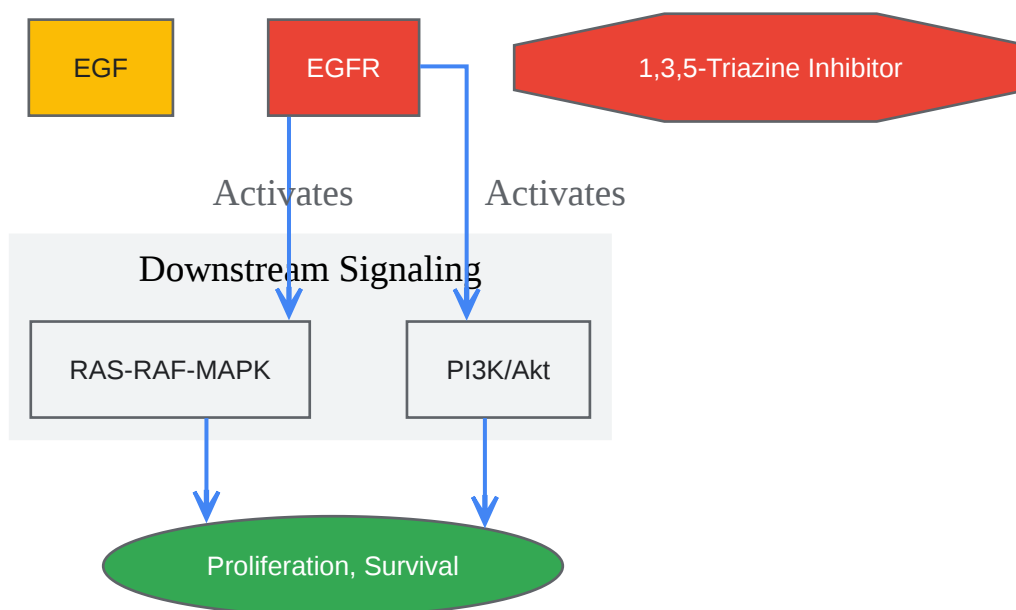 EGF
EGFR
1,3,5-Triazine Inhibitor
Activates
Activates
Downstream Signaling
RAS-RAF-MAPK
PI3K/Akt
Proliferation, Survival